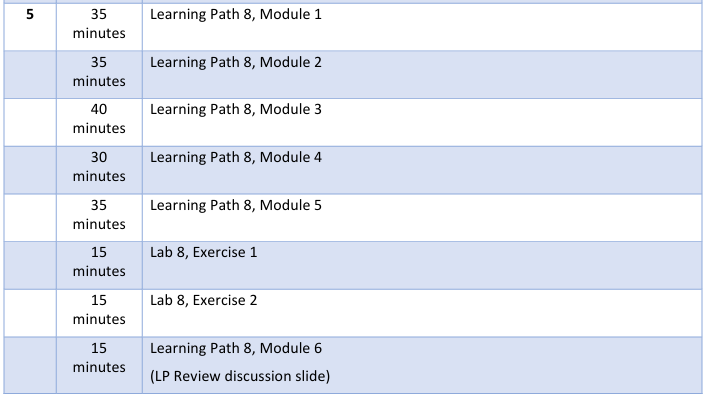 5 35 Learning Path 8, Module 1
minutes
35 Learning Path 8, Module 2
minutes
40 Learning Path 8, Module 3
minutes
30 Learning Path 8, Module 4
minutes
35 Learning Path 8, Module 5
minutes
15 Lab 8, Exercise 1
minutes
15 Lab 8, Exercise 2
minutes
15 Learning Path 8, Module 6
minutes
(LP Review discussion slide)